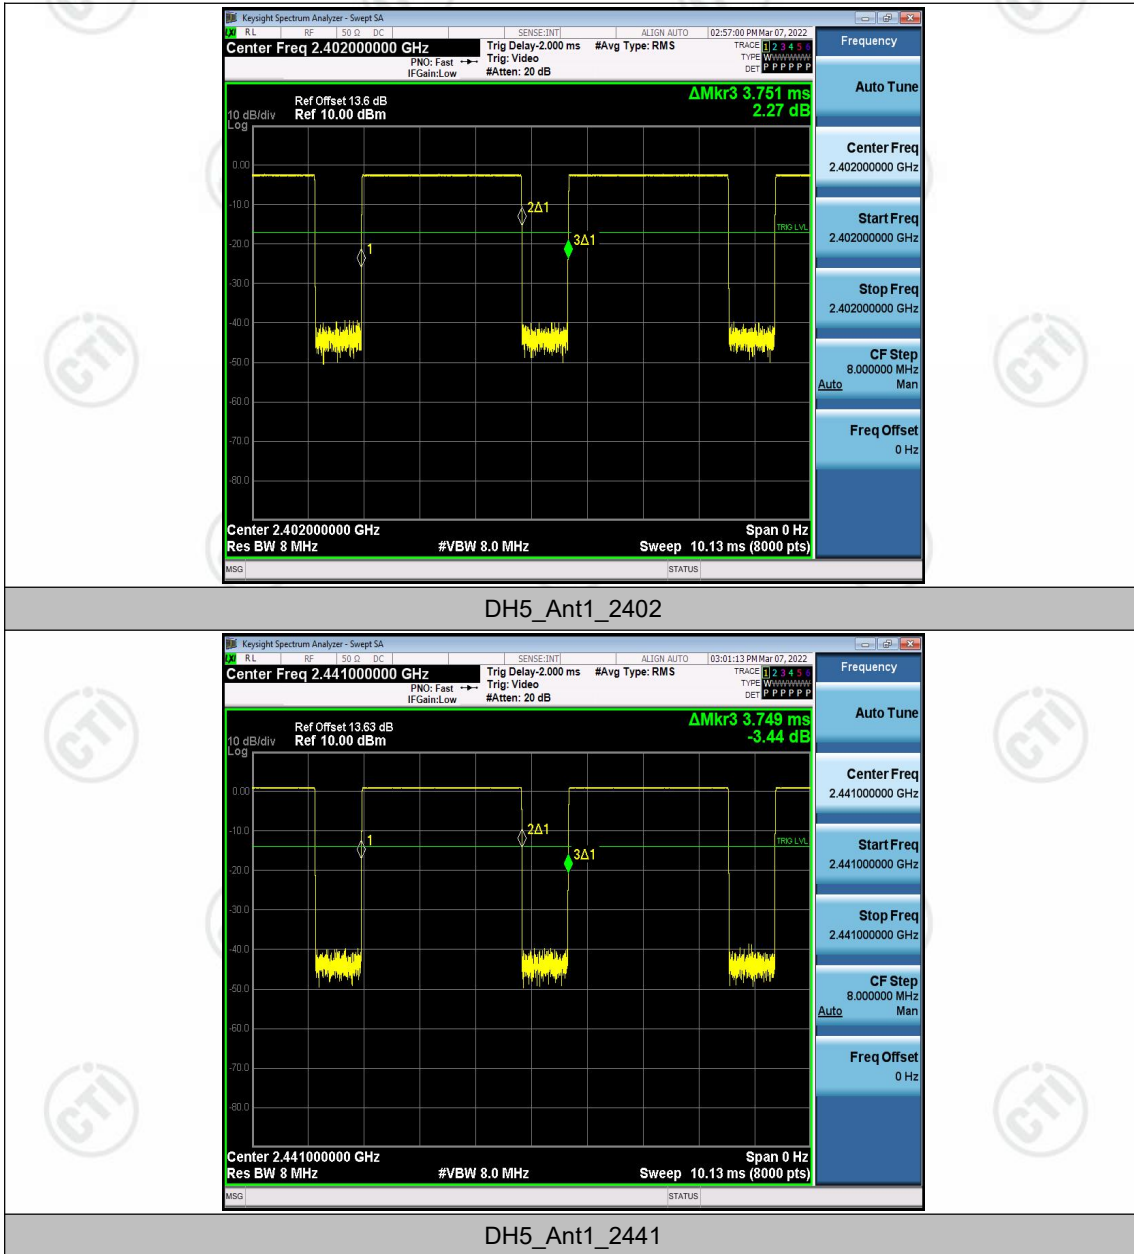 Keysight Spectrum Analyzer - Swept SA
LXI RL RF 50 Ω DC SENSE:INT ALIGN AUTO 02:57:00 PM Mar 07, 2022
Center Freq 2.402000000 GHz Trig Delay-2.000 ms #Avg Type: RMS TRACE 1 2 3 4 5 6
PNO: Fast Trig: Video TYPE WWWWWW
IFGain:Low #Atten: 20 dB DET P P P P P P
Frequency
Auto Tune
Center Freq
2.402000000 GHz
Start Freq
2.402000000 GHz
Stop Freq
2.402000000 GHz
CF Step
8.000000 MHz
Auto Man
Freq Offset
0 Hz
ΔMkr3 3.751 ms
2.27 dB
Ref Offset 13.6 dB
10 dB/div Ref 10.00 dBm
Log
0.00
-10.0
-20.0
-30.0
-40.0
-50.0
-60.0
-70.0
-80.0
1
2Δ1
3Δ1
TRIG LVL
Center 2.402000000 GHz Span 0 Hz
Res BW 8 MHz #VBW 8.0 MHz Sweep 10.13 ms (8000 pts)
MSG STATUS
DH5_Ant1_2402
Keysight Spectrum Analyzer - Swept SA
LXI RL RF 50 Ω DC SENSE:INT ALIGN AUTO 03:01:13 PM Mar 07, 2022
Center Freq 2.441000000 GHz Trig Delay-2.000 ms #Avg Type: RMS TRACE 1 2 3 4 5 6
PNO: Fast Trig: Video TYPE WWWWWW
IFGain:Low #Atten: 20 dB DET P P P P P P
Frequency
Auto Tune
Center Freq
2.441000000 GHz
Start Freq
2.441000000 GHz
Stop Freq
2.441000000 GHz
CF Step
8.000000 MHz
Auto Man
Freq Offset
0 Hz
ΔMkr3 3.749 ms
-3.44 dB
Ref Offset 13.63 dB
10 dB/div Ref 10.00 dBm
Log
0.00
-10.0
-20.0
-30.0
-40.0
-50.0
-60.0
-70.0
-80.0
1
2Δ1
3Δ1
TRIG LVL
Center 2.441000000 GHz Span 0 Hz
Res BW 8 MHz #VBW 8.0 MHz Sweep 10.13 ms (8000 pts)
MSG STATUS
DH5_Ant1_2441
CTI
CTI
CTI
CTI
CTI
CTI